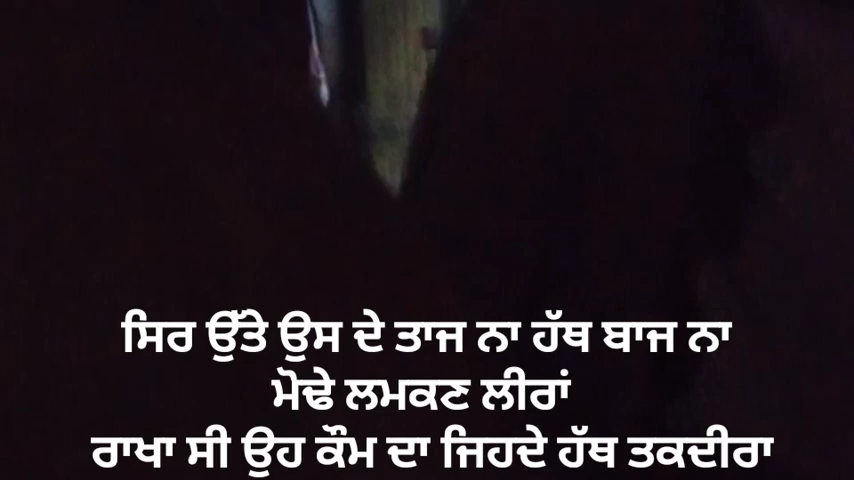 ਸਿਰ ਉੱਤੇ ਉਸ ਦੇ ਤਾਜ ਨਾ ਹੱਥ ਬਾਜ ਨਾ
ਮੋਢੇ ਲਮਕਣ ਲੀਰਾਂ
ਰਾਖਾ ਸੀ ਉਹ ਕੌਮ ਦਾ ਜਿਹਦੇ ਹੱਥ ਤਕਦੀਰਾ